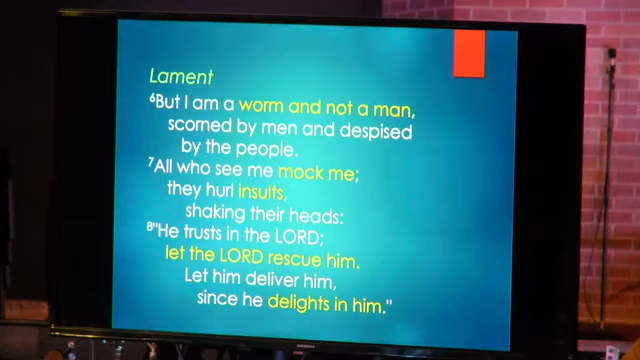 Lament
6But I am a worm and not a man,
scorned by men and despised
by the people.
7All who see me mock me;
they hurl insults,
shaking their heads:
8"He trusts in the LORD;
let the LORD rescue him.
Let him deliver him,
since he delights in him."